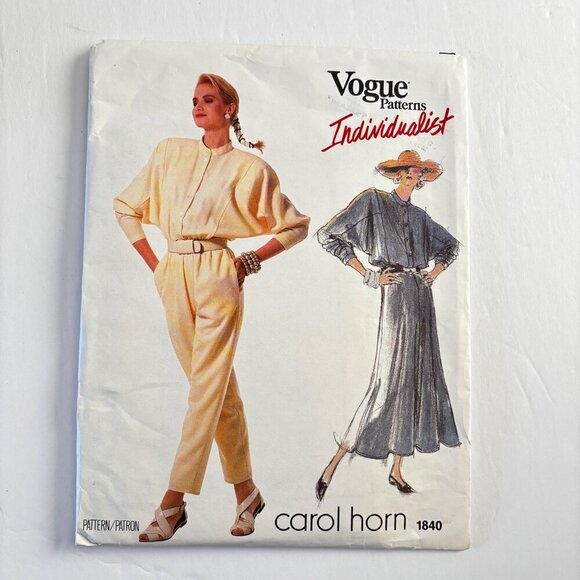 Vogue
Patterns
Individualist
PATTERN/PATRON
carol horn 1840